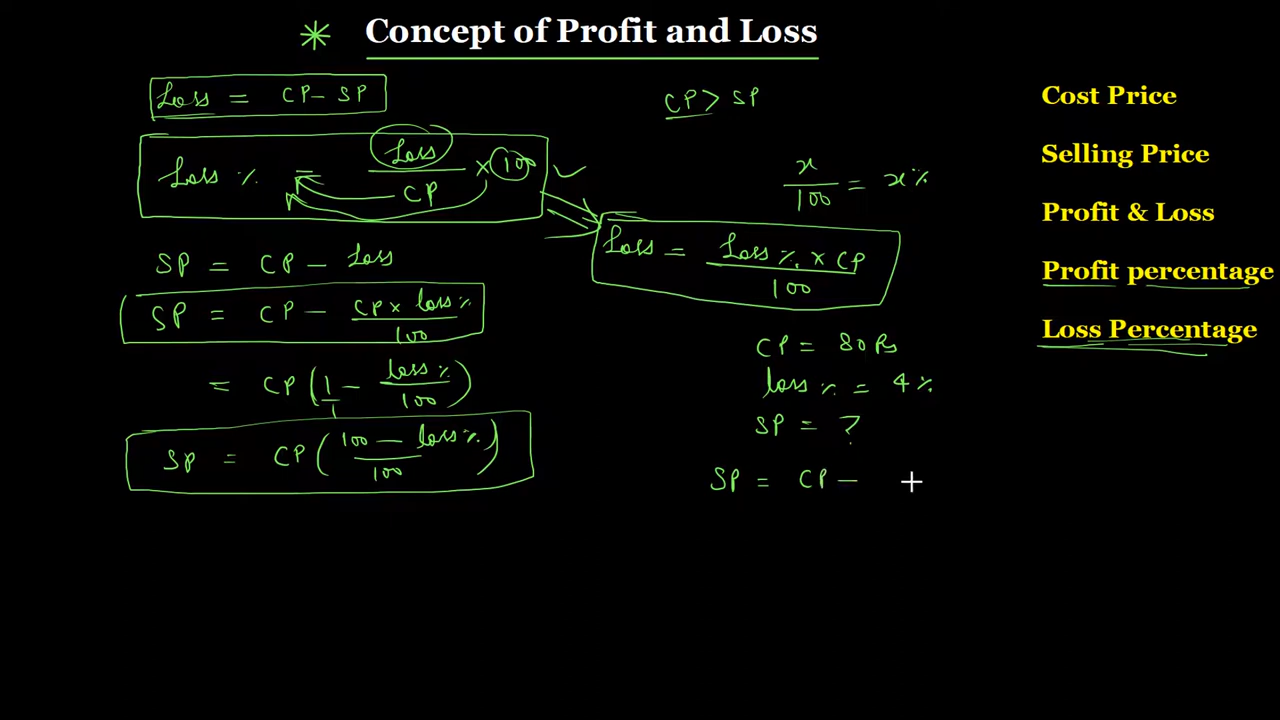 * Concept of Profit and Loss
Loss = CP - SP
Loss % = Loss / CP × 100
SP = CP - Loss
SP = CP - CP × loss % / 100
= CP ( 1/1 - loss % / 100 )
SP = CP ( 100 - loss % / 100 )
CP > SP
x / 100 = x %
Loss = Loss % × CP / 100
CP = 80 Rs
loss % = 4 %
SP = ?
SP = CP -
Cost Price
Selling Price
Profit & Loss
Profit percentage
Loss Percentage